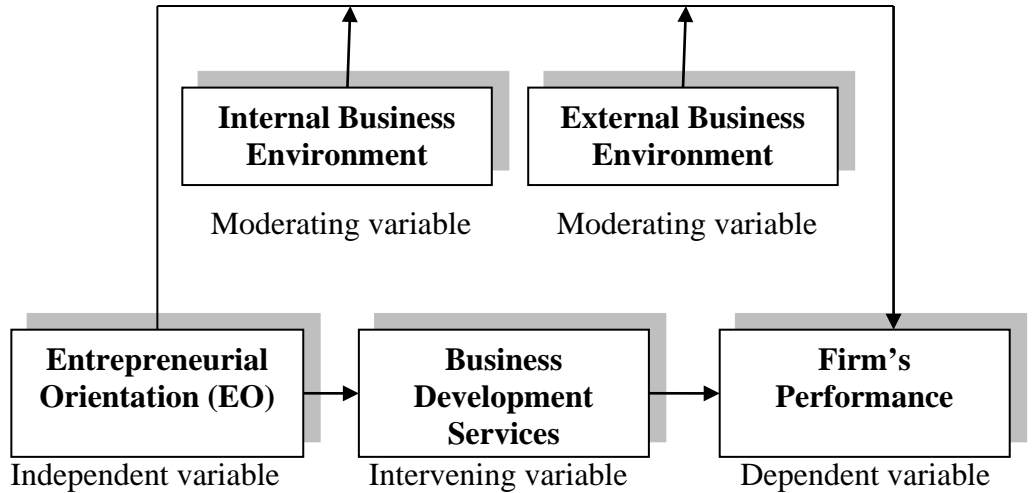 Internal Business
Environment
External Business
Environment
Moderating variable
Moderating variable
Entrepreneurial
Orientation (EO)
Business
Development
Services
Firm’s
Performance
Independent variable
Intervening variable
Dependent variable